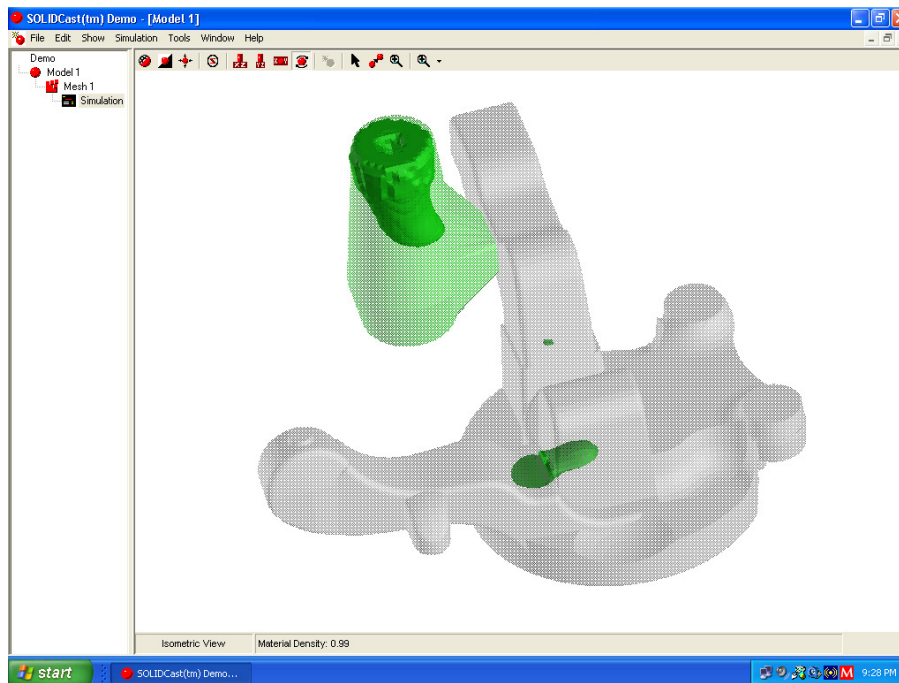 SOLIDCast(tm) Demo - [Model 1]
File Edit Show Simulation Tools Window Help
Demo
Model 1
Mesh 1
Simulation
Isometric View
Material Density: 0.99
start
SOLIDCast(tm) Demo...
M
9:28 PM